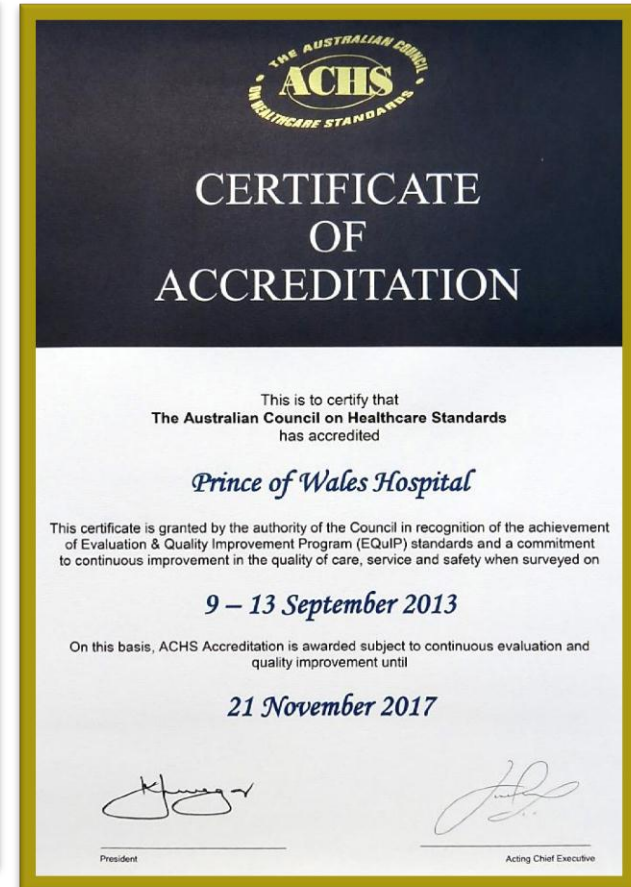 THE AUSTRALIAN COUNCIL
ACHS
ON HEALTHCARE STANDARDS
CERTIFICATE
OF
ACCREDITATION
This is to certify that
The Australian Council on Healthcare Standards
has accredited
Prince of Wales Hospital
This certificate is granted by the authority of the Council in recognition of the achievement
of Evaluation & Quality Improvement Program (EQuIP) standards and a commitment
to continuous improvement in the quality of care, service and safety when surveyed on
9 – 13 September 2013
On this basis, ACHS Accreditation is awarded subject to continuous evaluation and
quality improvement until
21 November 2017
President
Acting Chief Executive